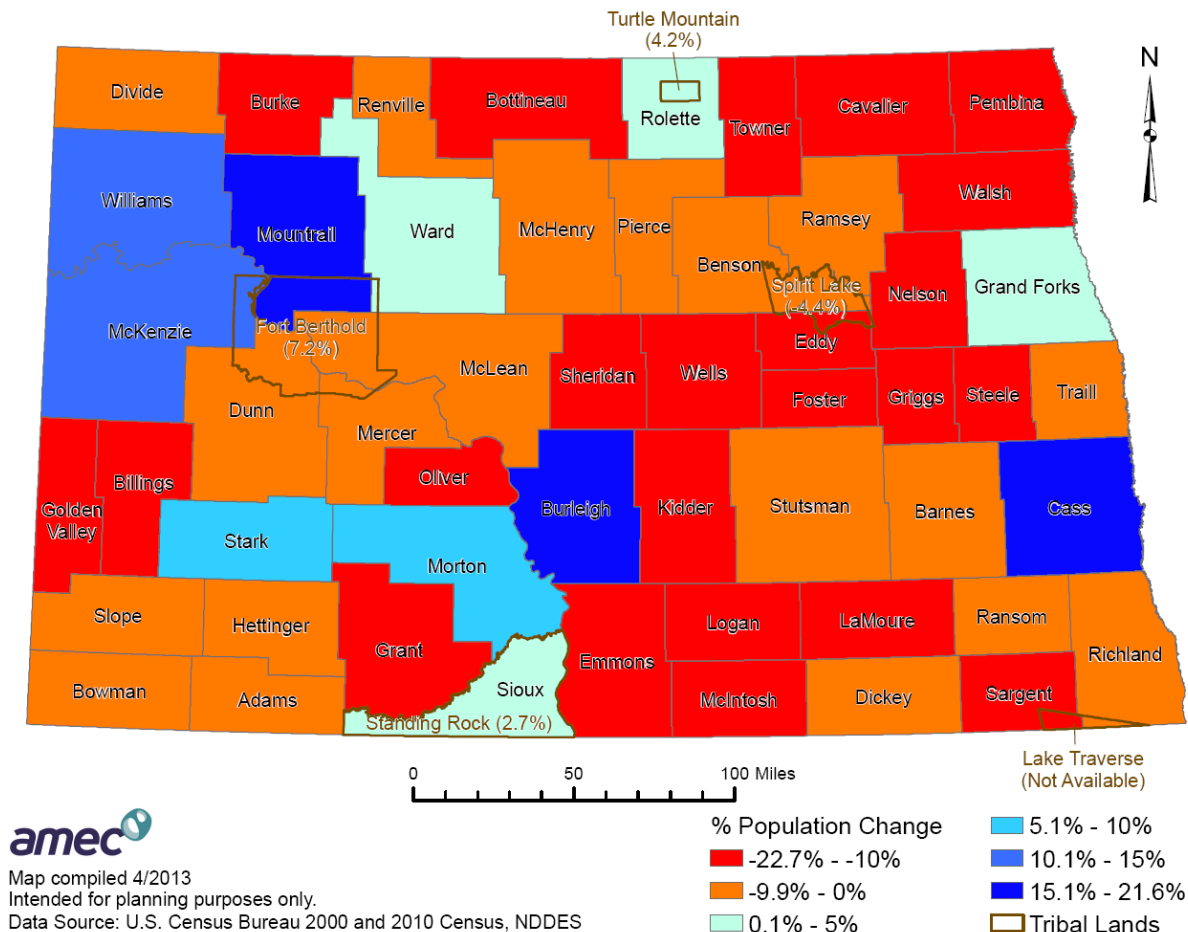 Turtle Mountain
(4.2%)
N
Divide
Burke
Renville
Bottineau
Rolette
Towner
Cavalier
Pembina
Williams
Mountrail
Ward
McHenry
Pierce
Benson
Ramsey
Walsh
Spirit Lake
(-4.4%)
Nelson
Grand Forks
McKenzie
Fort Berthold
(7.2%)
McLean
Sheridan
Wells
Eddy
Foster
Griggs
Steele
Traill
Dunn
Mercer
Oliver
Golden
Valley
Billings
Stark
Morton
Burleigh
Kidder
Stutsman
Barnes
Cass
Slope
Hettinger
Grant
Sioux
Emmons
Logan
LaMoure
Ransom
Richland
Bowman
Adams
Standing Rock (2.7%)
McIntosh
Dickey
Sargent
Lake Traverse
(Not Available)
0 50 100 Miles
amec
Map compiled 4/2013
Intended for planning purposes only.
Data Source: U.S. Census Bureau 2000 and 2010 Census, NDDES
% Population Change
-22.7% - -10%
-9.9% - 0%
0.1% - 5%
5.1% - 10%
10.1% - 15%
15.1% - 21.6%
Tribal Lands